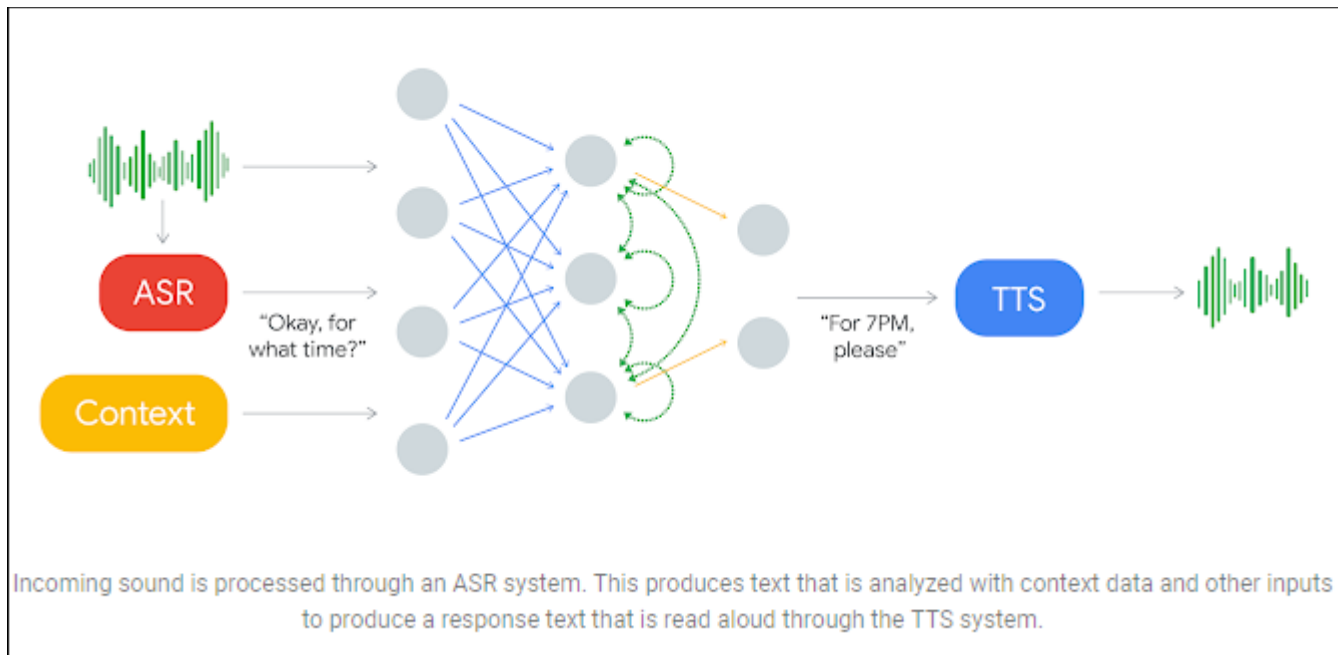 ASR
“Okay, for
what time?”
Context
“For 7PM,
please”
TTS
Incoming sound is processed through an ASR system. This produces text that is analyzed with context data and other inputs
to produce a response text that is read aloud through the TTS system.